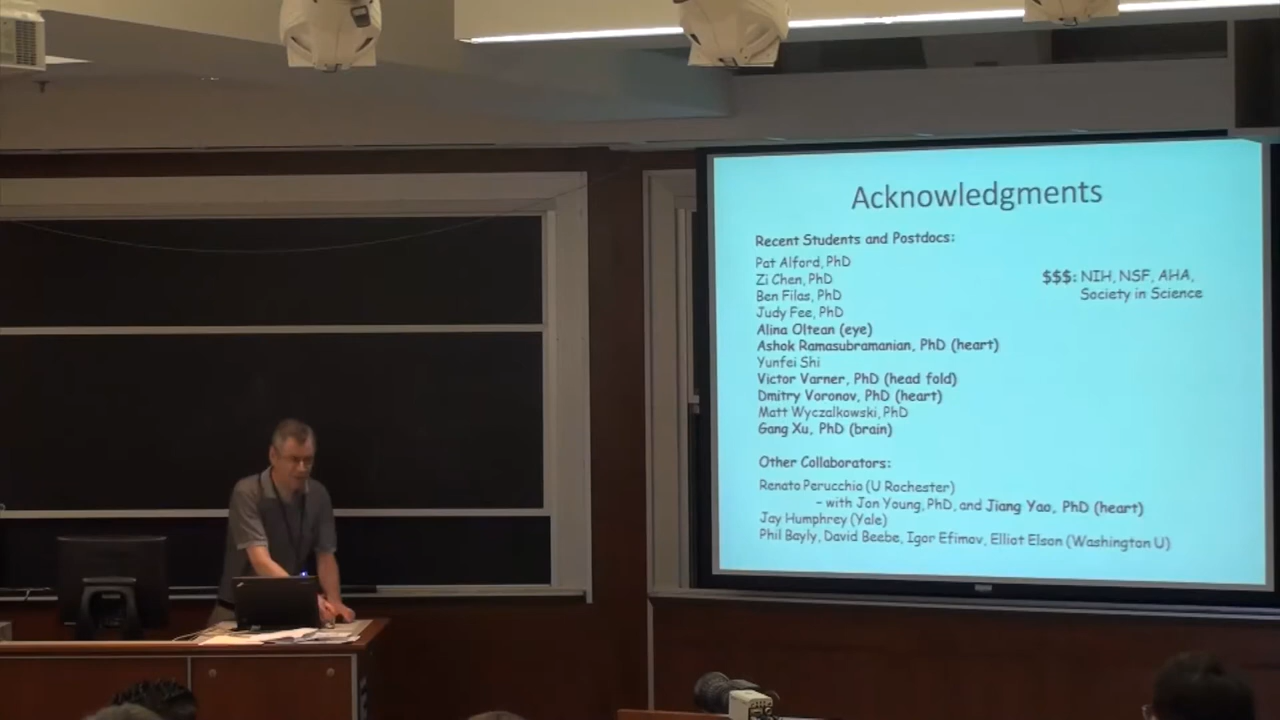 Acknowledgments
Recent Students and Postdocs:
Pat Alford, PhD
Zi Chen, PhD
Ben Filas, PhD
Judy Fee, PhD
Alina Oltean (eye)
Ashok Ramasubramanian, PhD (heart)
Yunfei Shi
Victor Varner, PhD (head fold)
Dmitry Voronov, PhD (heart)
Matt Wyczalkowski, PhD
Gang Xu, PhD (brain)
$$$: NIH, NSF, AHA,
Society in Science
Other Collaborators:
Renato Perucchio (U Rochester)
– with Jon Young, PhD, and Jiang Yao, PhD (heart)
Jay Humphrey (Yale)
Phil Bayly, David Beebe, Igor Efimov, Elliot Elson (Washington U)